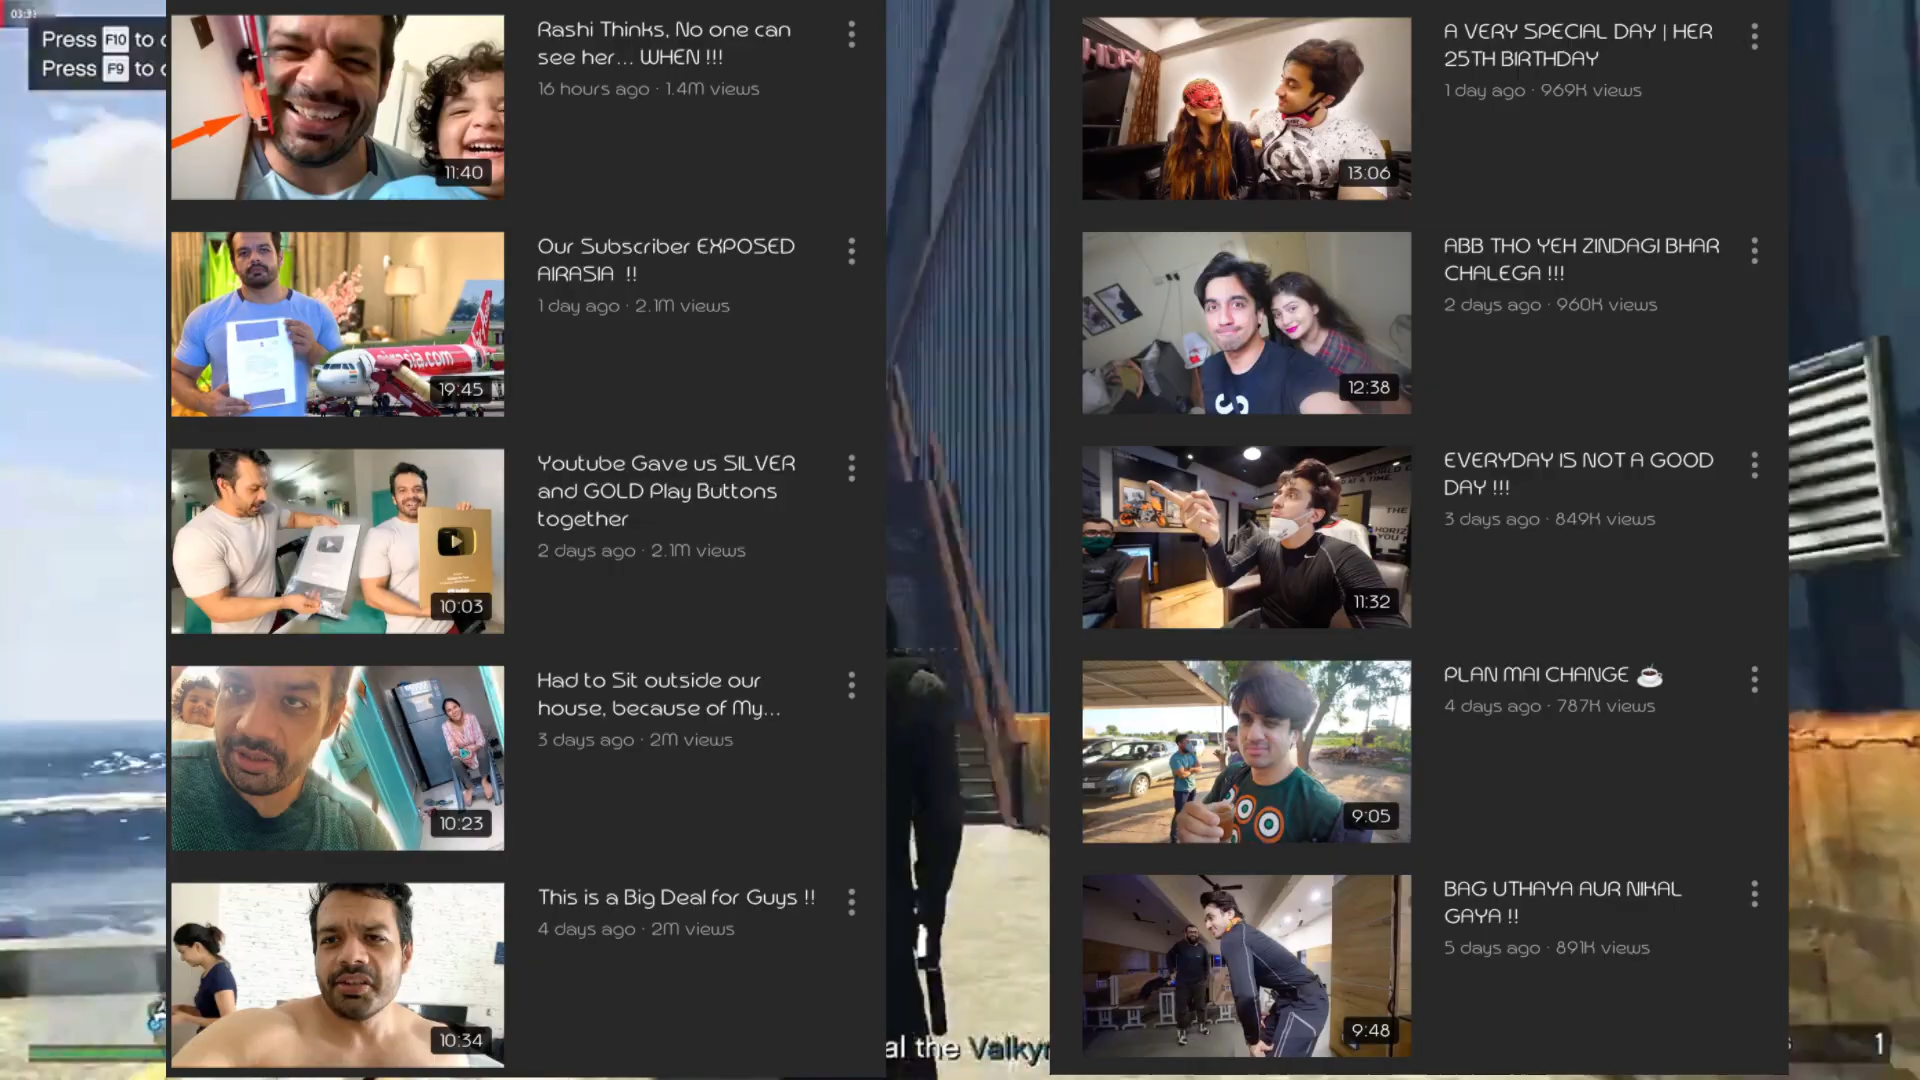 03:3
Press F10 to
Press F9 to
11:40
Rashi Thinks, No one can
see her... WHEN !!!
16 hours ago · 1.4M views
airasia.com
19:45
Our Subscriber EXPOSED
AIRASIA !!
1 day ago · 2.1M views
10:03
Youtube Gave us SILVER
and GOLD Play Buttons
together
2 days ago · 2.1M views
10:23
Had to Sit outside our
house, because of My...
3 days ago · 2M views
10:34
This is a Big Deal for Guys !!
4 days ago · 2M views
al the Valkyr
13:06
A VERY SPECIAL DAY | HER
25TH BIRTHDAY
1 day ago · 969K views
12:38
ABB THO YEH ZINDAGI BHAR
CHALEGA !!!
2 days ago · 960K views
THE
HORIZ
11:32
EVERYDAY IS NOT A GOOD
DAY !!!
3 days ago · 849K views
9:05
PLAN MAI CHANGE ☕
4 days ago · 787K views
9:48
BAG UTHAYA AUR NIKAL
GAYA !!
5 days ago · 891K views
1